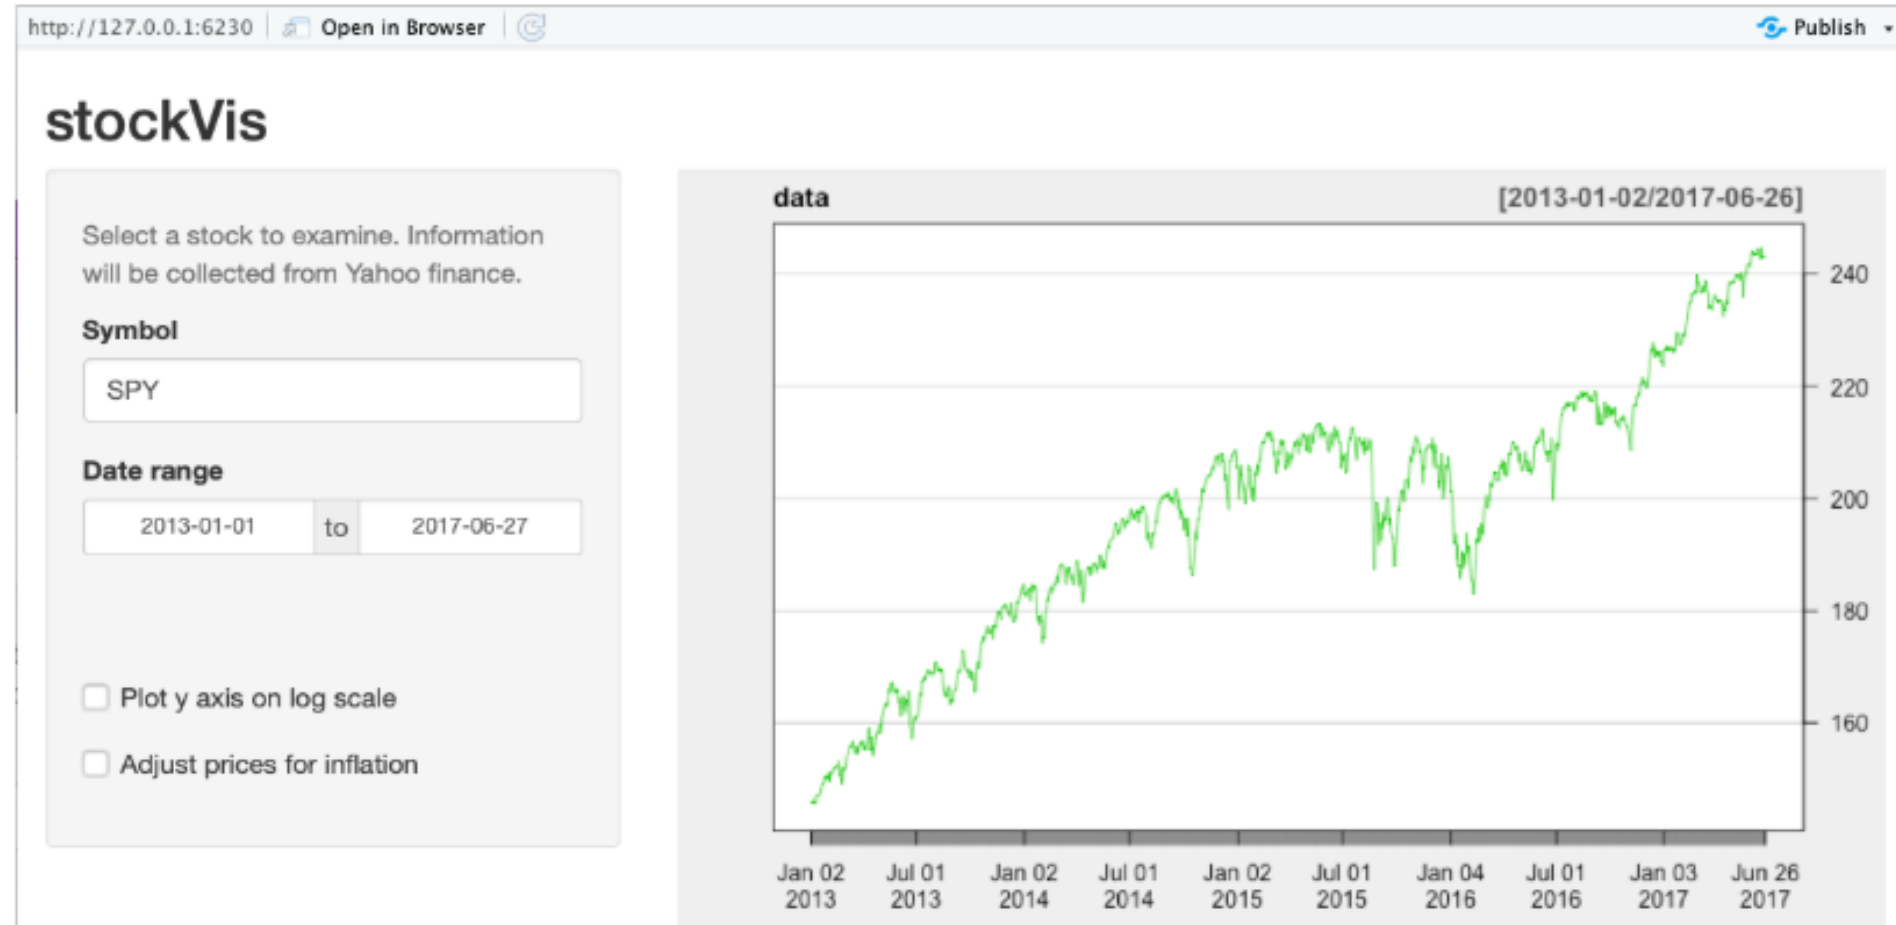 http://127.0.0.1:6230 Open in Browser Publish
stockVis
Select a stock to examine. Information
will be collected from Yahoo finance.
Symbol
SPY
Date range
2013-01-01 to 2017-06-27
Plot y axis on log scale
Adjust prices for inflation
data [2013-01-02/2017-06-26]
240
220
200
180
160
Jan 02 Jul 01 Jan 02 Jul 01 Jan 02 Jul 01 Jan 04 Jul 01 Jan 03 Jun 26
2013 2013 2014 2014 2015 2015 2016 2016 2017 2017